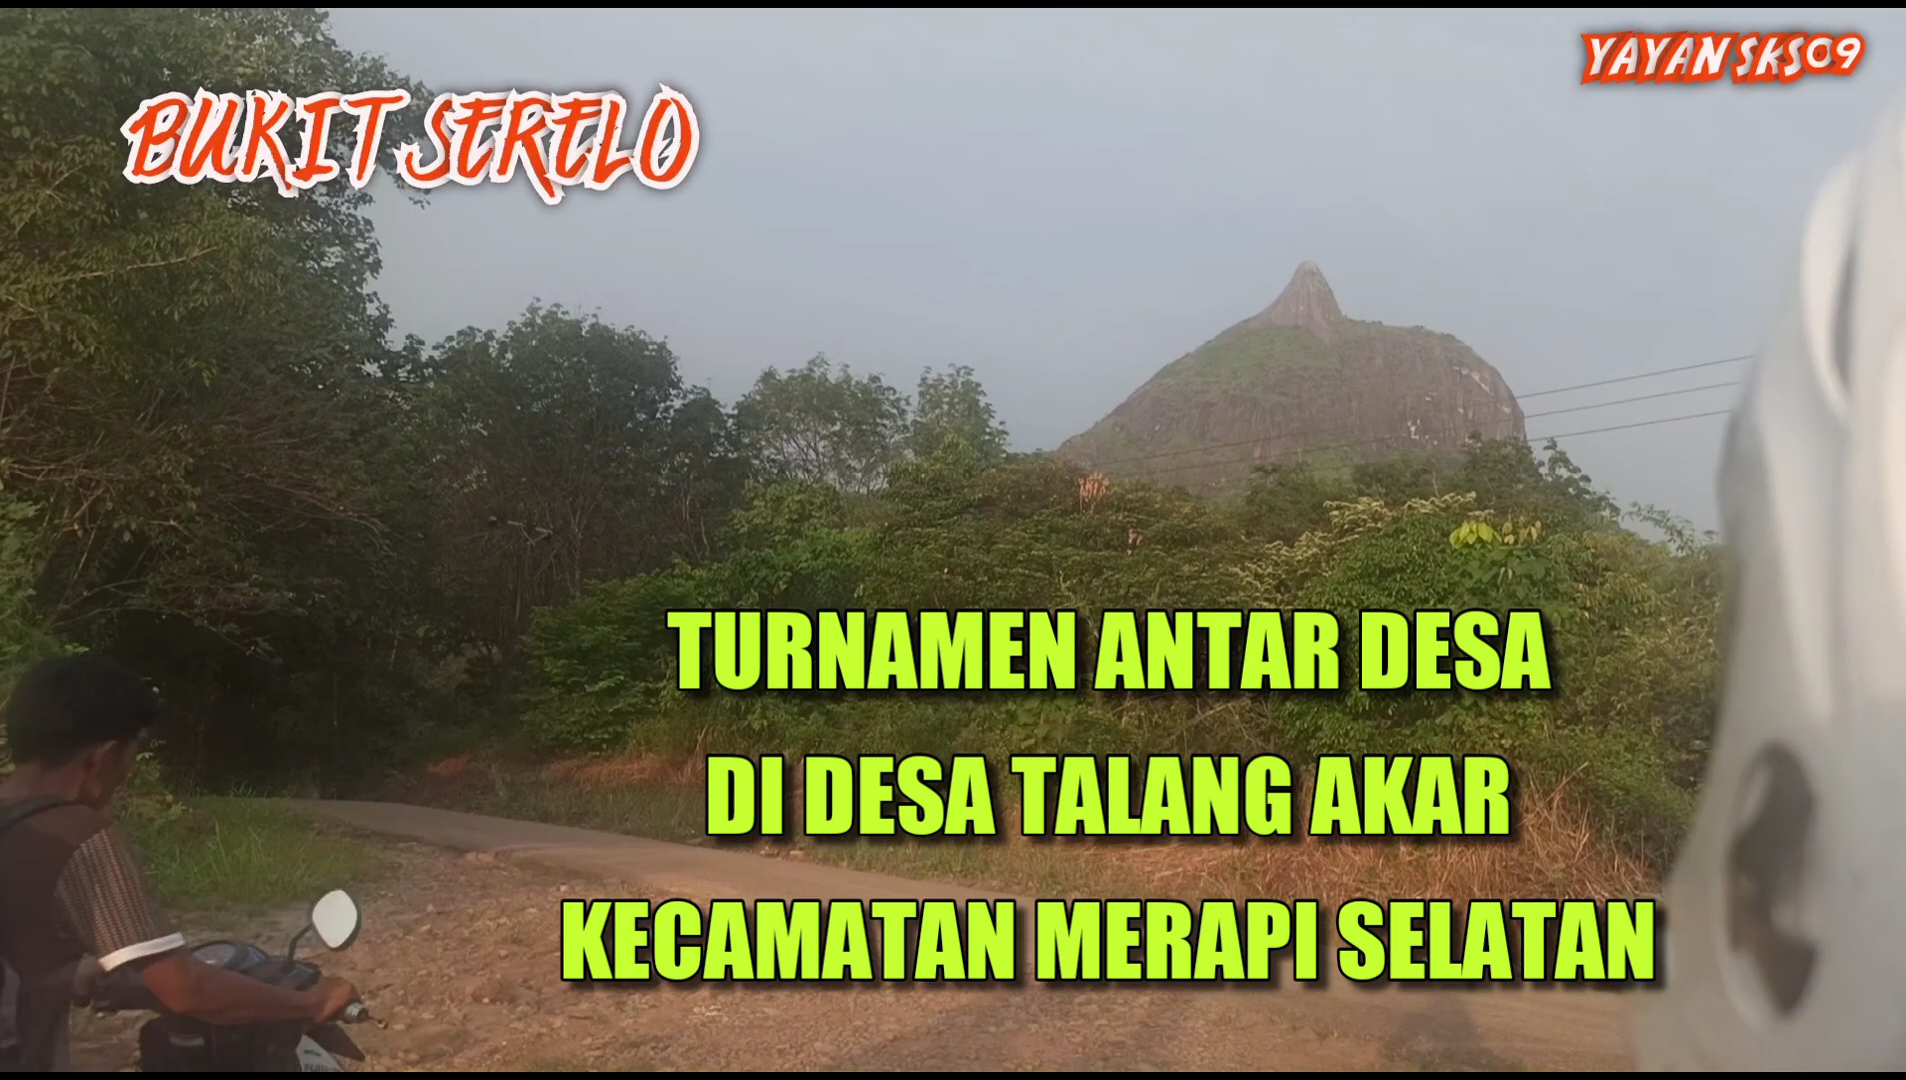 YAYAN SKS09
BUKIT SERELO
TURNAMEN ANTAR DESA
DI DESA TALANG AKAR
KECAMATAN MERAPI SELATAN